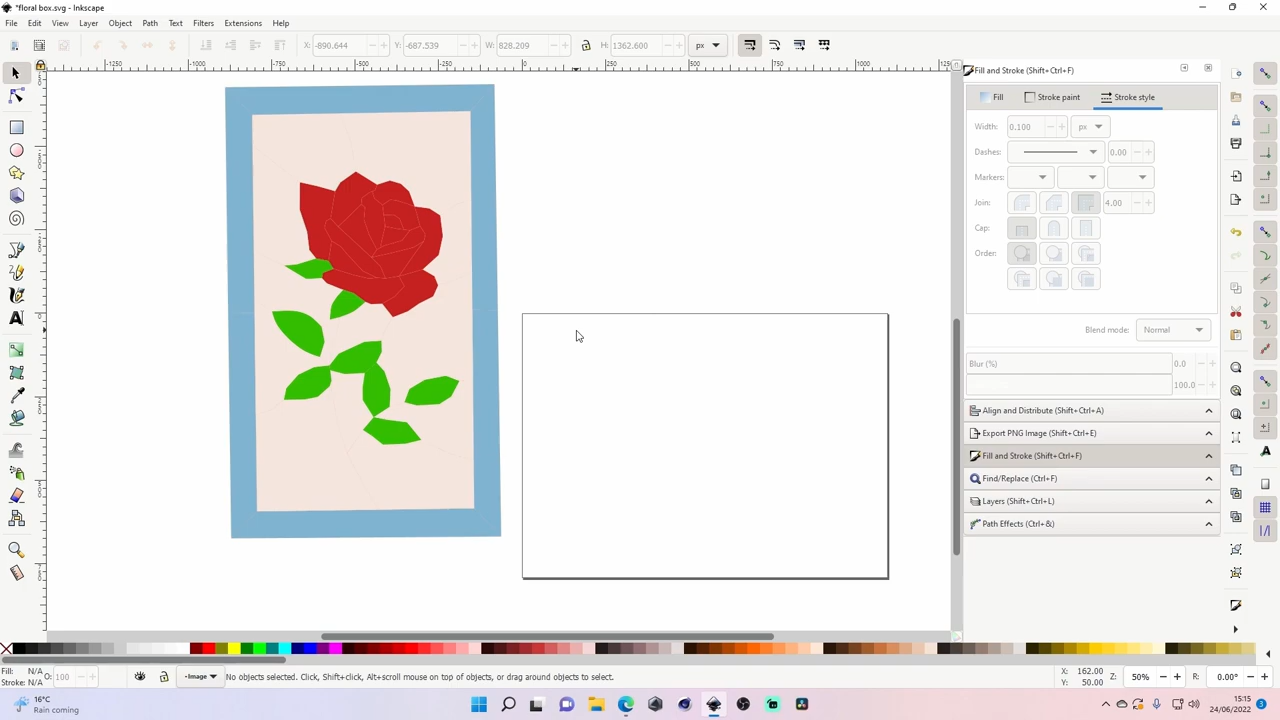 *floral box.svg - Inkscape
File Edit View Layer Object Path Text Filters Extensions Help
X: -890.644 Y: -687.539 W: 828.209 H: 1362.600 px
Fill and Stroke (Shift+Ctrl+F)
Fill Stroke paint Stroke style
Width: 0.100 px
Dashes: 0.00
Markers:
Join: 4.00
Cap:
Order:
Blend mode: Normal
Blur (%) 0.0
100.0
Align and Distribute (Shift+Ctrl+A)
Export PNG Image (Shift+Ctrl+E)
Fill and Stroke (Shift+Ctrl+F)
Find/Replace (Ctrl+F)
Layers (Shift+Ctrl+L)
Path Effects (Ctrl+&)
Fill: N/A
Stroke: N/A
O: 100
-Image
No objects selected. Click, Shift+click, Alt+scroll mouse on top of objects, or drag around objects to select.
X: 162.00
Y: 50.00
Z: 50%
R: 0.00°
16°C
Rain coming
15:15
24/06/2022